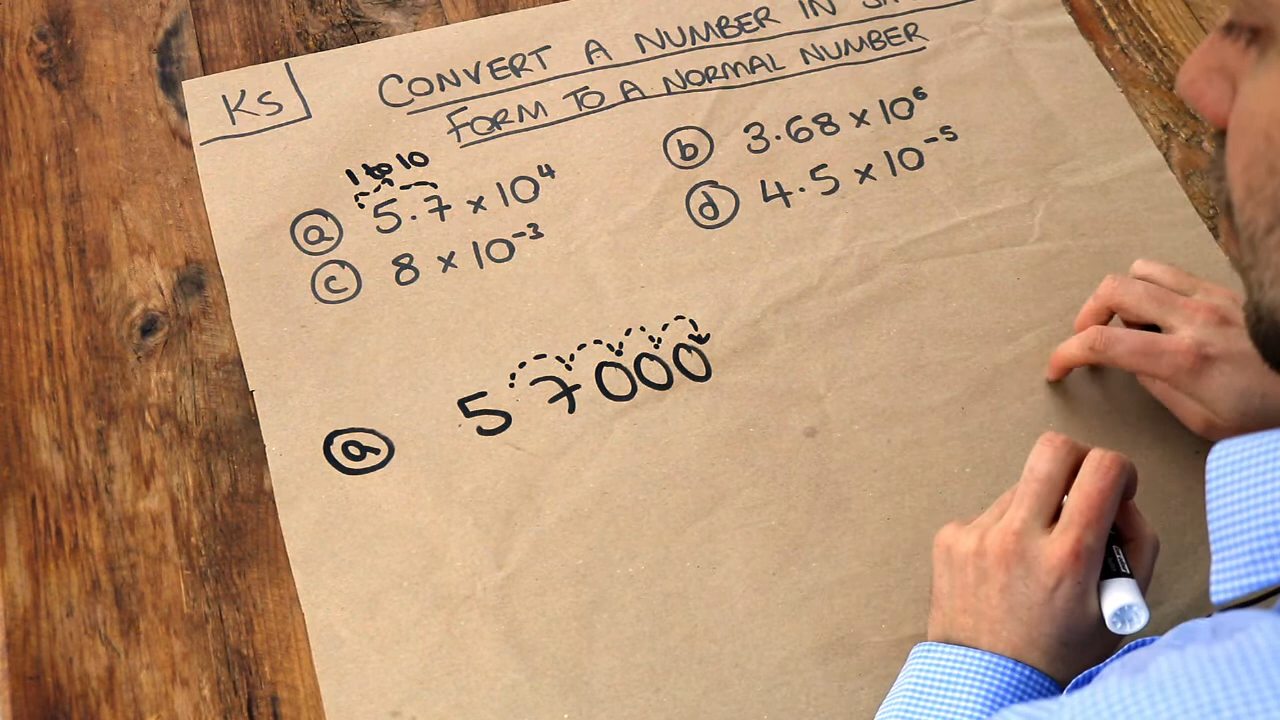 KS
CONVERT A NUMBER IN
FORM TO A NORMAL NUMBER
1 to 10
(a) 5.7 × 10⁴
(b) 3.68 × 10⁶
(c) 8 × 10⁻³
(d) 4.5 × 10⁻⁵
(a) 57000